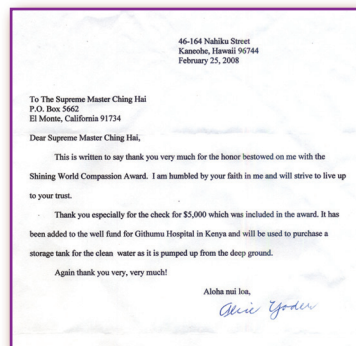 46-164 Nahiku Street
Kaneohe, Hawaii 96744
February 25, 2008
To The Supreme Master Ching Hai
P.O. Box 5662
El Monte, California 91734
Dear Supreme Master Ching Hai,
This is written to say thank you very much for the honor bestowed on me with the
Shining World Compassion Award. I am humbled by your faith in me and will strive to live up
to your trust.
Thank you especially for the check for $5,000 which was included in the award. It has
been added to the well fund for Githumu Hospital in Kenya and will be used to purchase a
storage tank for the clean water as it is pumped up from the deep ground.
Again thank you very, very much!
Aloha nui loa,
Alice Yoder